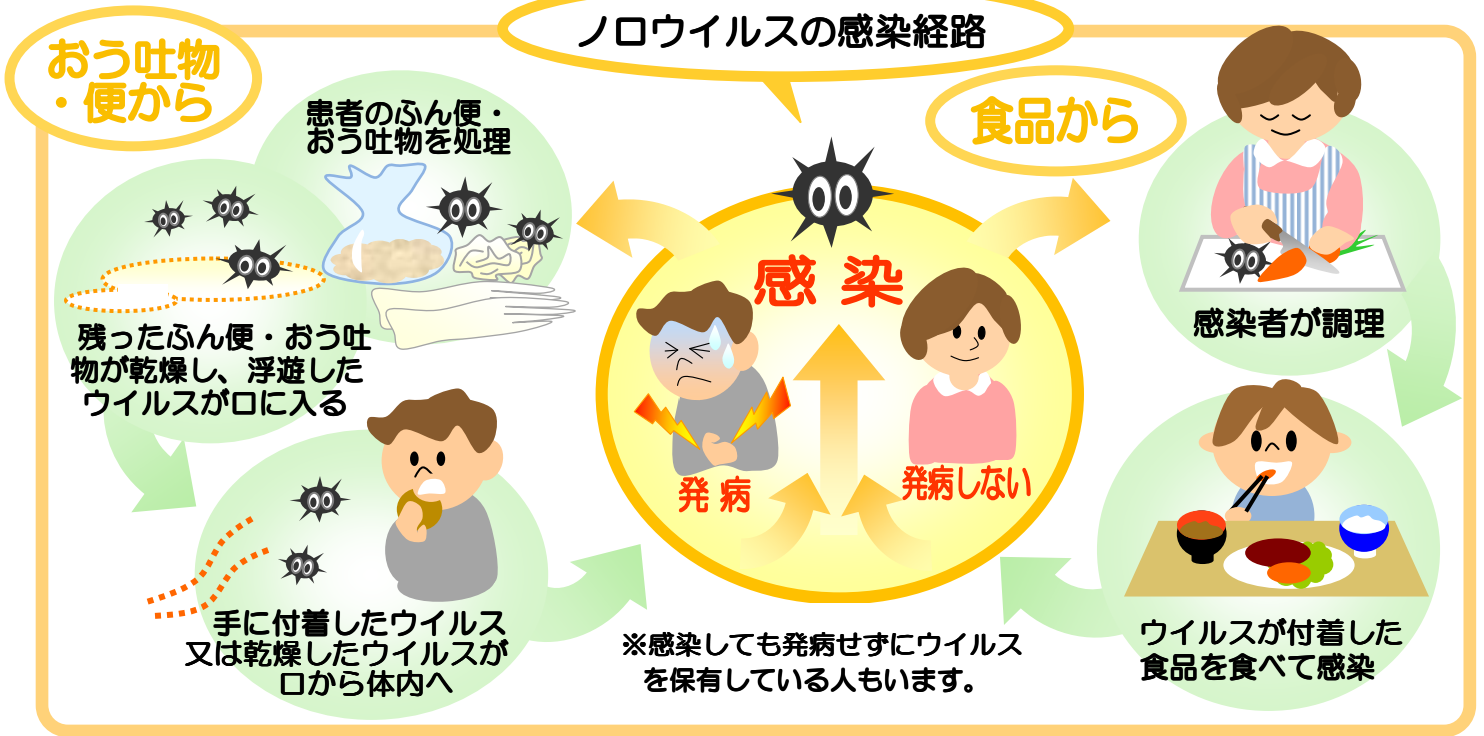 ノロウイルスの感染経路
おう吐物
・便から
患者のふん便・
おう吐物を処理
残ったふん便・おう吐
物が乾燥し、浮遊した
ウイルスが口に入る
手に付着したウイルス
又は乾燥したウイルスが
口から体内へ
感染
発病
発病しない
※感染しても発病せずにウイルス
を保有している人もいます。
食品から
感染者が調理
ウイルスが付着した
食品を食べて感染